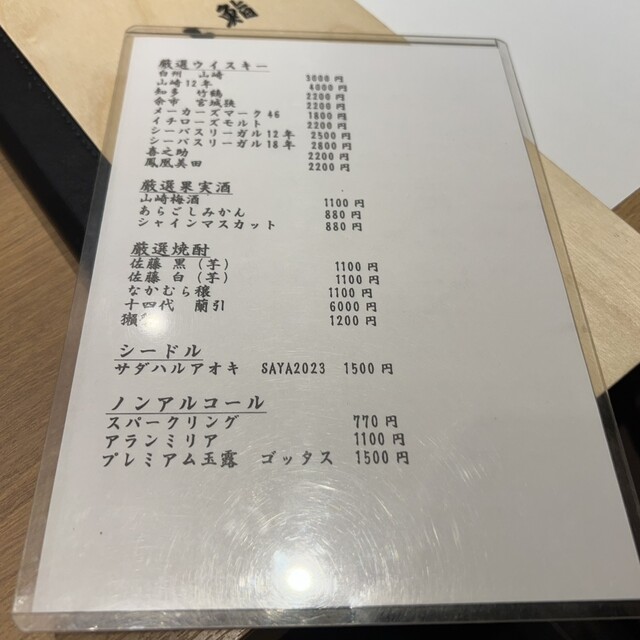 鮨
厳選ウイスキー
白州 山崎 3000円
山崎12年 4000円
知多 竹鶴 2200円
余市 宮城狭 2200円
メーカーズマーク46 1800円
イチローズモルト 2200円
シーバスリーガル12年 2500円
シーバスリーガル18年 2800円
喜之助 2200円
鳳凰美田 2200円
厳選果実酒
山崎梅酒 1100円
あらごしみかん 880円
シャインマスカット 880円
厳選焼酎
佐藤 黒(芋) 1100円
佐藤 白(芋) 1100円
なかむら穣 1100円
十四代 蘭引 6000円
獺 1200円
シードル
サダハルアオキ SAYA2023 1500円
ノンアルコール
スパークリング 770円
アランミリア 1100円
プレミアム玉露 ゴッタス 1500円